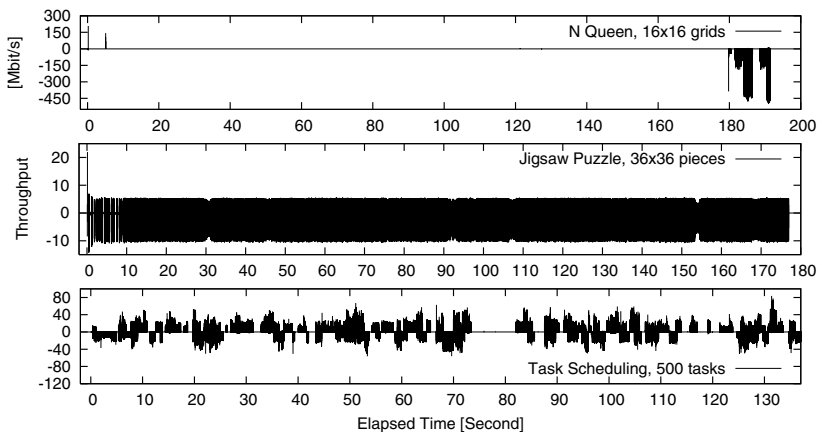 300
150
0
-150
-300
-450
[Mbit/s]
N Queen, 16x16 grids
0 20 40 60 80 100 120 140 160 180 200
20
10
0
-10
Throughput
Jigsaw Puzzle, 36x36 pieces
0 10 20 30 40 50 60 70 80 90 100 110 120 130 140 150 160 170 180
80
40
0
-40
-80
-120
Task Scheduling, 500 tasks
0 10 20 30 40 50 60 70 80 90 100 110 120 130
Elapsed Time [Second]